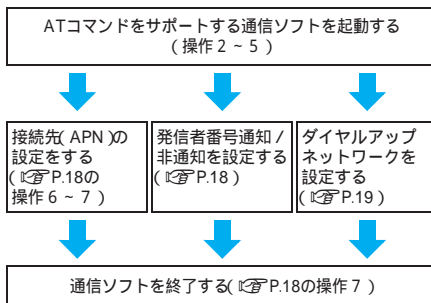 ATコマンドをサポートする通信ソフトを起動する
(操作2~5)
接続先(APN)の
設定をする
(☞P.18の
操作6~7)
発信者番号通知/
非通知を設定する
(☞P.18)
ダイヤルアップ
ネットワークを
設定する
(☞P.19)
通信ソフトを終了する(☞P.18の操作7)